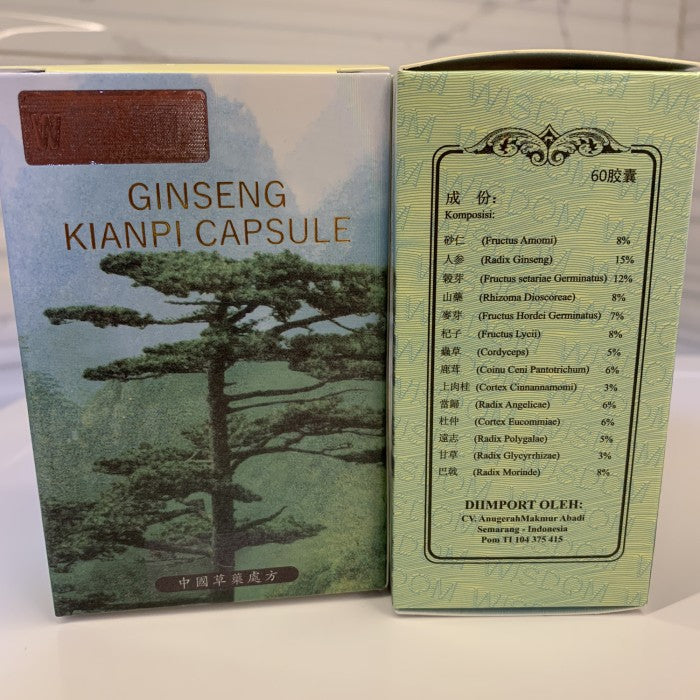 WISDOM
GINSENG
KIANPI CAPSULE
中國草藥處方
60胶囊
成 份:
Komposisi:
砂仁 (Fructus Amomi) 8%
人参 (Radix Ginseng) 15%
穀芽 (Fructus setariae Germinatus) 12%
山藥 (Rhizoma Dioscoreae) 8%
麥芽 (Fructus Hordei Germinatus) 7%
杞子 (Fructus Lycii) 8%
蟲草 (Cordyceps) 5%
鹿茸 (Coinu Ceni Pantotrichum) 6%
上肉桂 (Cortex Cinnannamomi) 3%
當歸 (Radix Angelicae) 6%
杜仲 (Cortex Eucommiae) 6%
遠志 (Radix Polygalae) 5%
甘草 (Radix Glycyrrhizae) 3%
巴戟 (Radix Morinde) 8%
DIIMPORT OLEH:
CV. AnugerahMakmur Abadi
Semarang - Indonesia
Pom TI 104 375 415